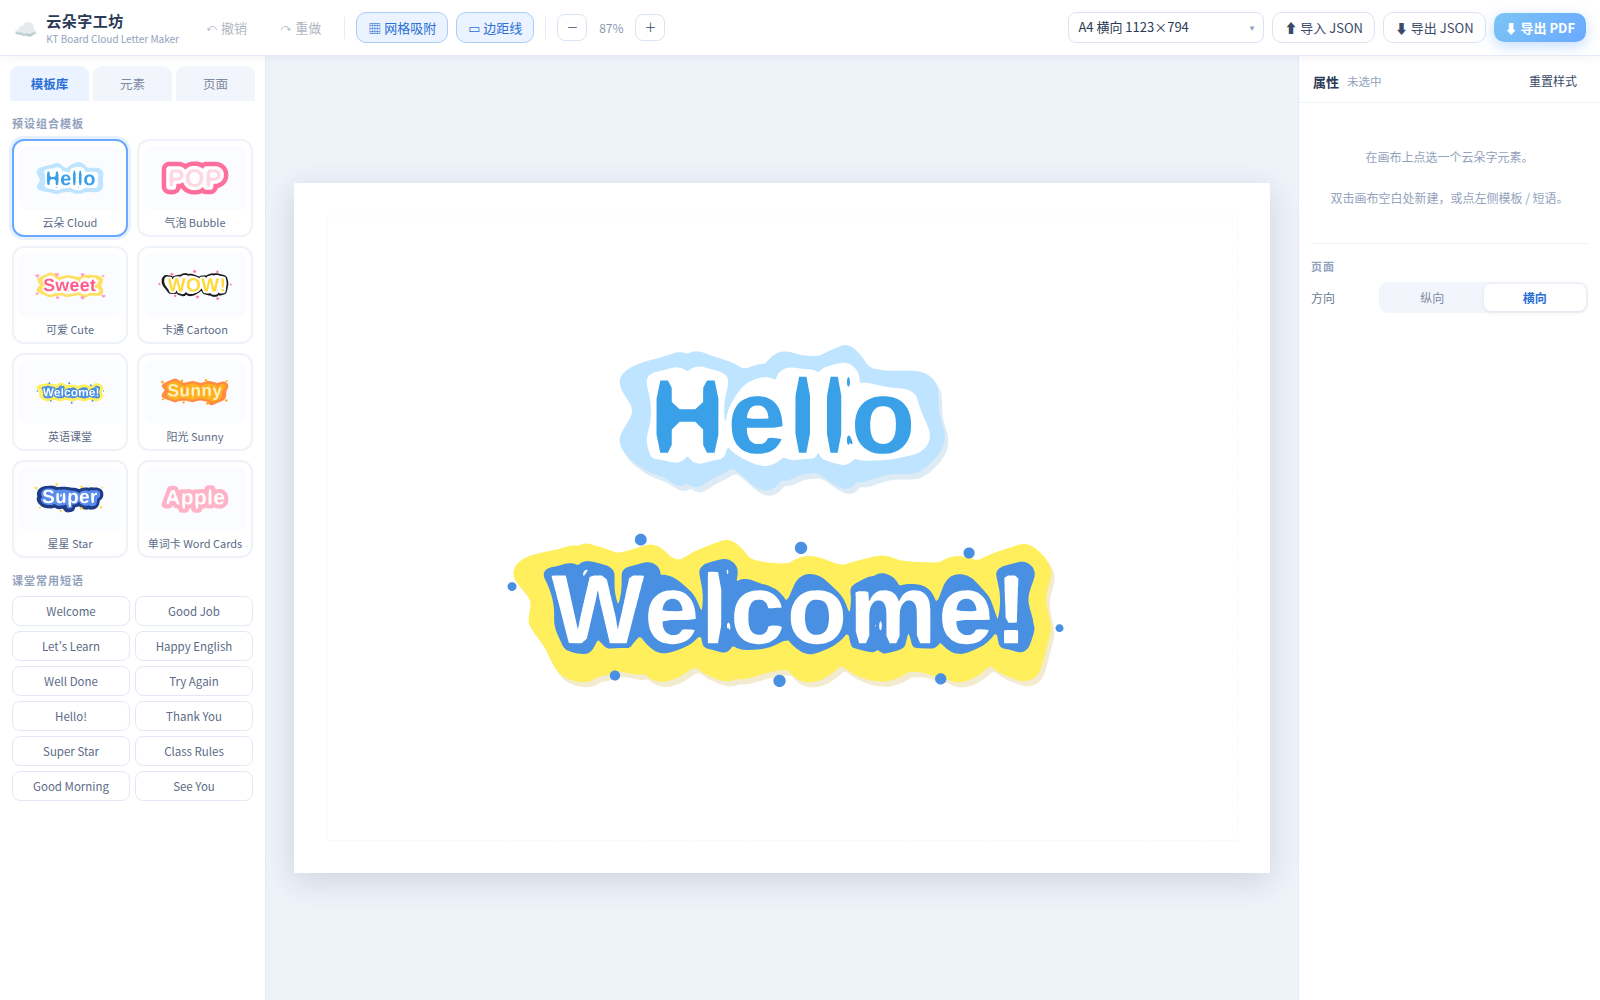 云朵字工坊
KT Board Cloud Letter Maker
撤销
重做
网格吸附
边距线
87%
A4 横向 1123×794
导入 JSON
导出 JSON
导出 PDF
模板库
元素
页面
预设组合模板
Hello
POP
云朵 Cloud
气泡 Bubble
Sweet
WOW!
可爱 Cute
卡通 Cartoon
Welcome!
Sunny
英语课堂
阳光 Sunny
Super
Apple
星星 Star
单词卡 Word Cards
课堂常用短语
Welcome
Good Job
Let's Learn
Happy English
Well Done
Try Again
Hello!
Thank You
Super Star
Class Rules
Good Morning
See You
Hello
Welcome!
属性 未选中
重置样式
在画布上点选一个云朵字元素。
双击画布空白处新建，或点左侧模板 / 短语。
页面
方向
纵向
横向